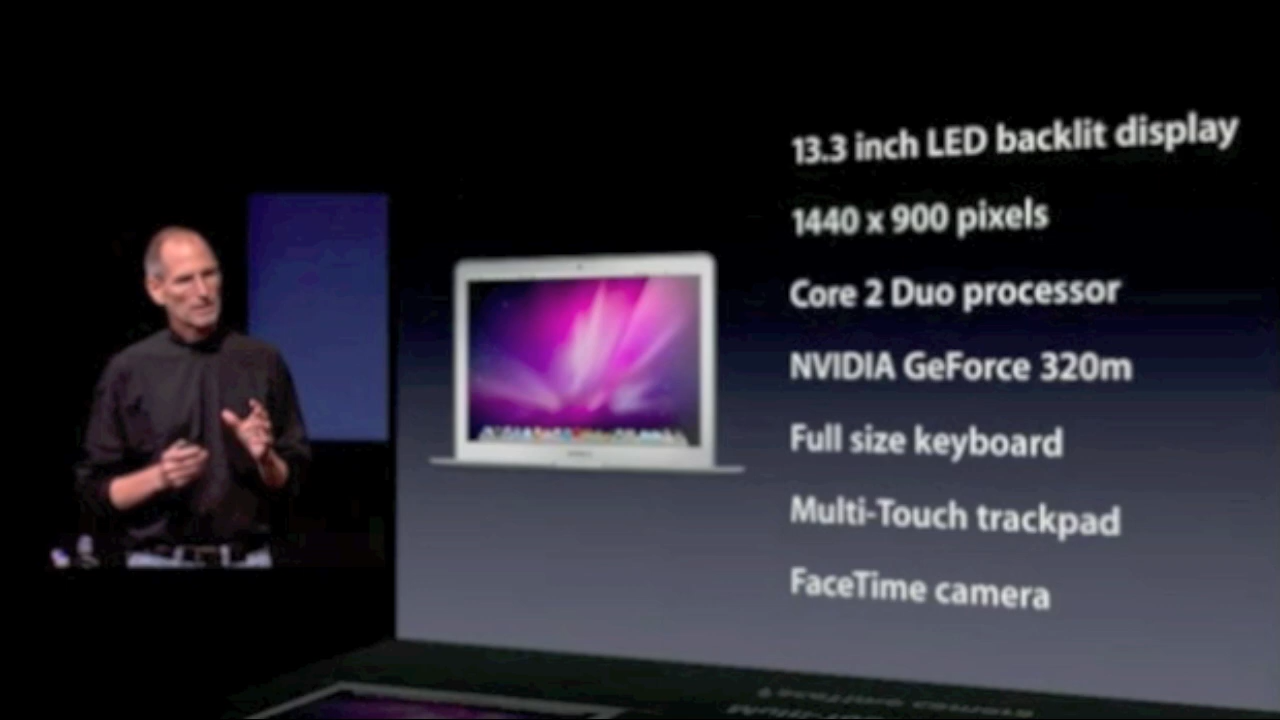 13.3 inch LED backlit display
1440 x 900 pixels
Core 2 Duo processor
NVIDIA GeForce 320m
Full size keyboard
Multi-Touch trackpad
FaceTime camera